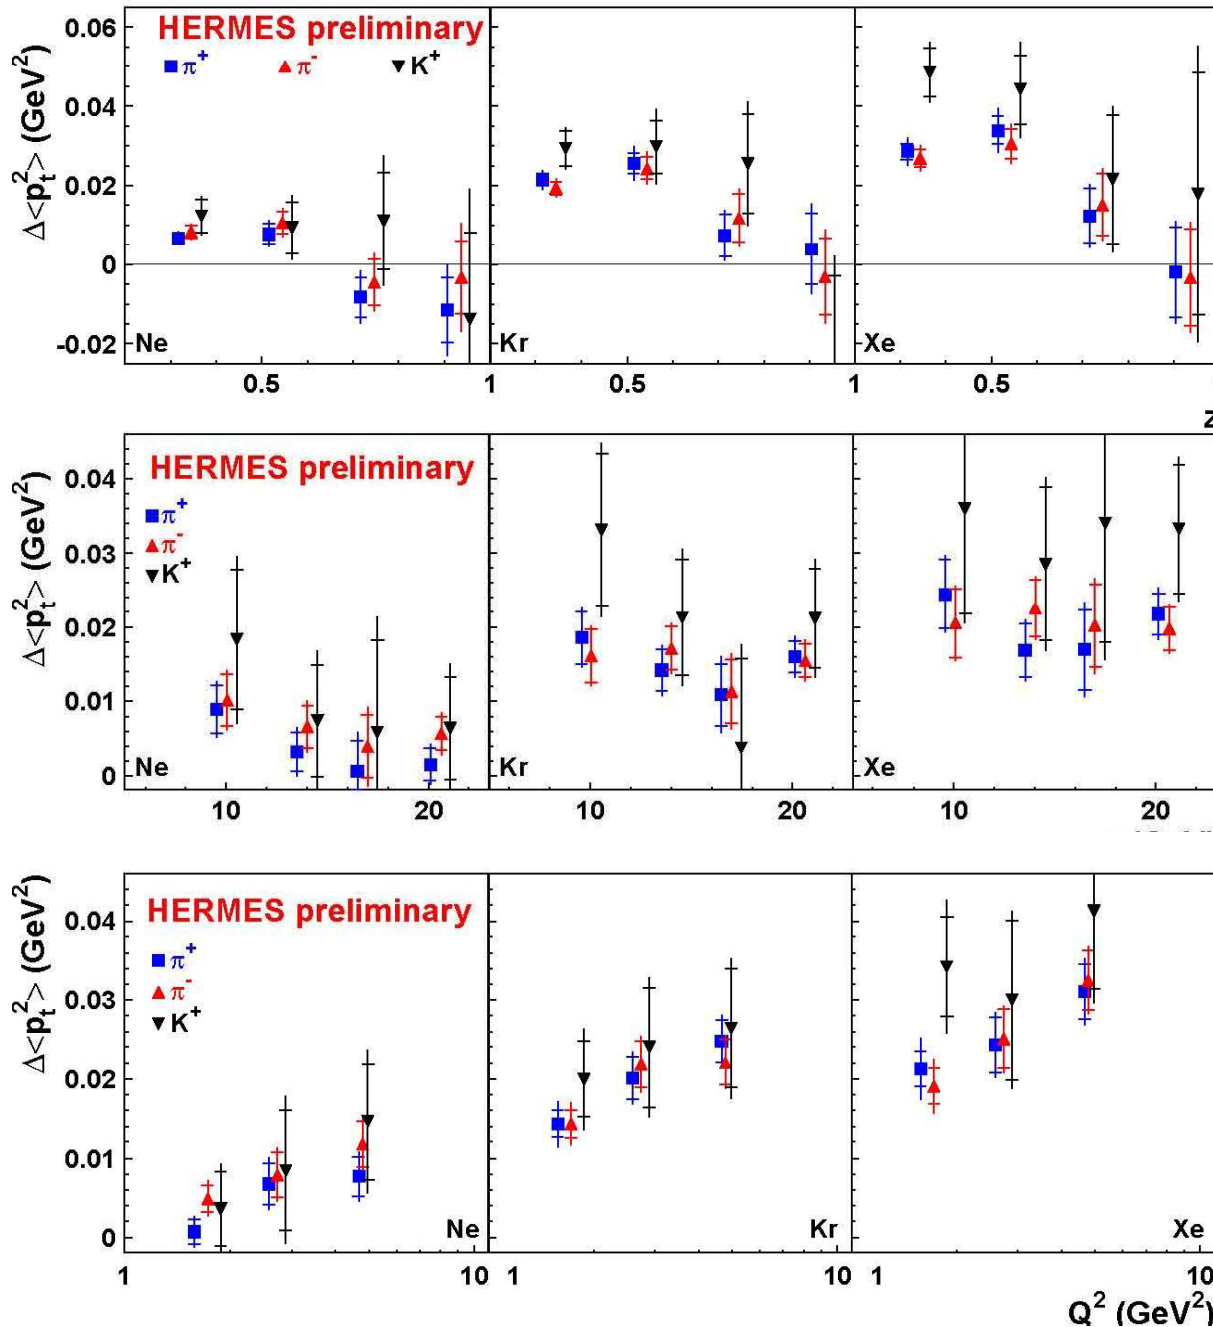 0.06
0.04
0.02
0
-0.02
Δ<p_t^2> (GeV^2)
HERMES preliminary
π^+ π^- K^+
Ne Kr Xe
0.5 1 0.5 1 0.5
z
0.04
0.03
0.02
0.01
0
Δ<p_t^2> (GeV^2)
HERMES preliminary
π^+
π^-
K^+
Ne Kr Xe
10 20 10 20 10 20
0.04
0.03
0.02
0.01
0
Δ<p_t^2> (GeV^2)
HERMES preliminary
π^+
π^-
K^+
Ne Kr Xe
1 10 1 10 1 10
Q^2 (GeV^2)